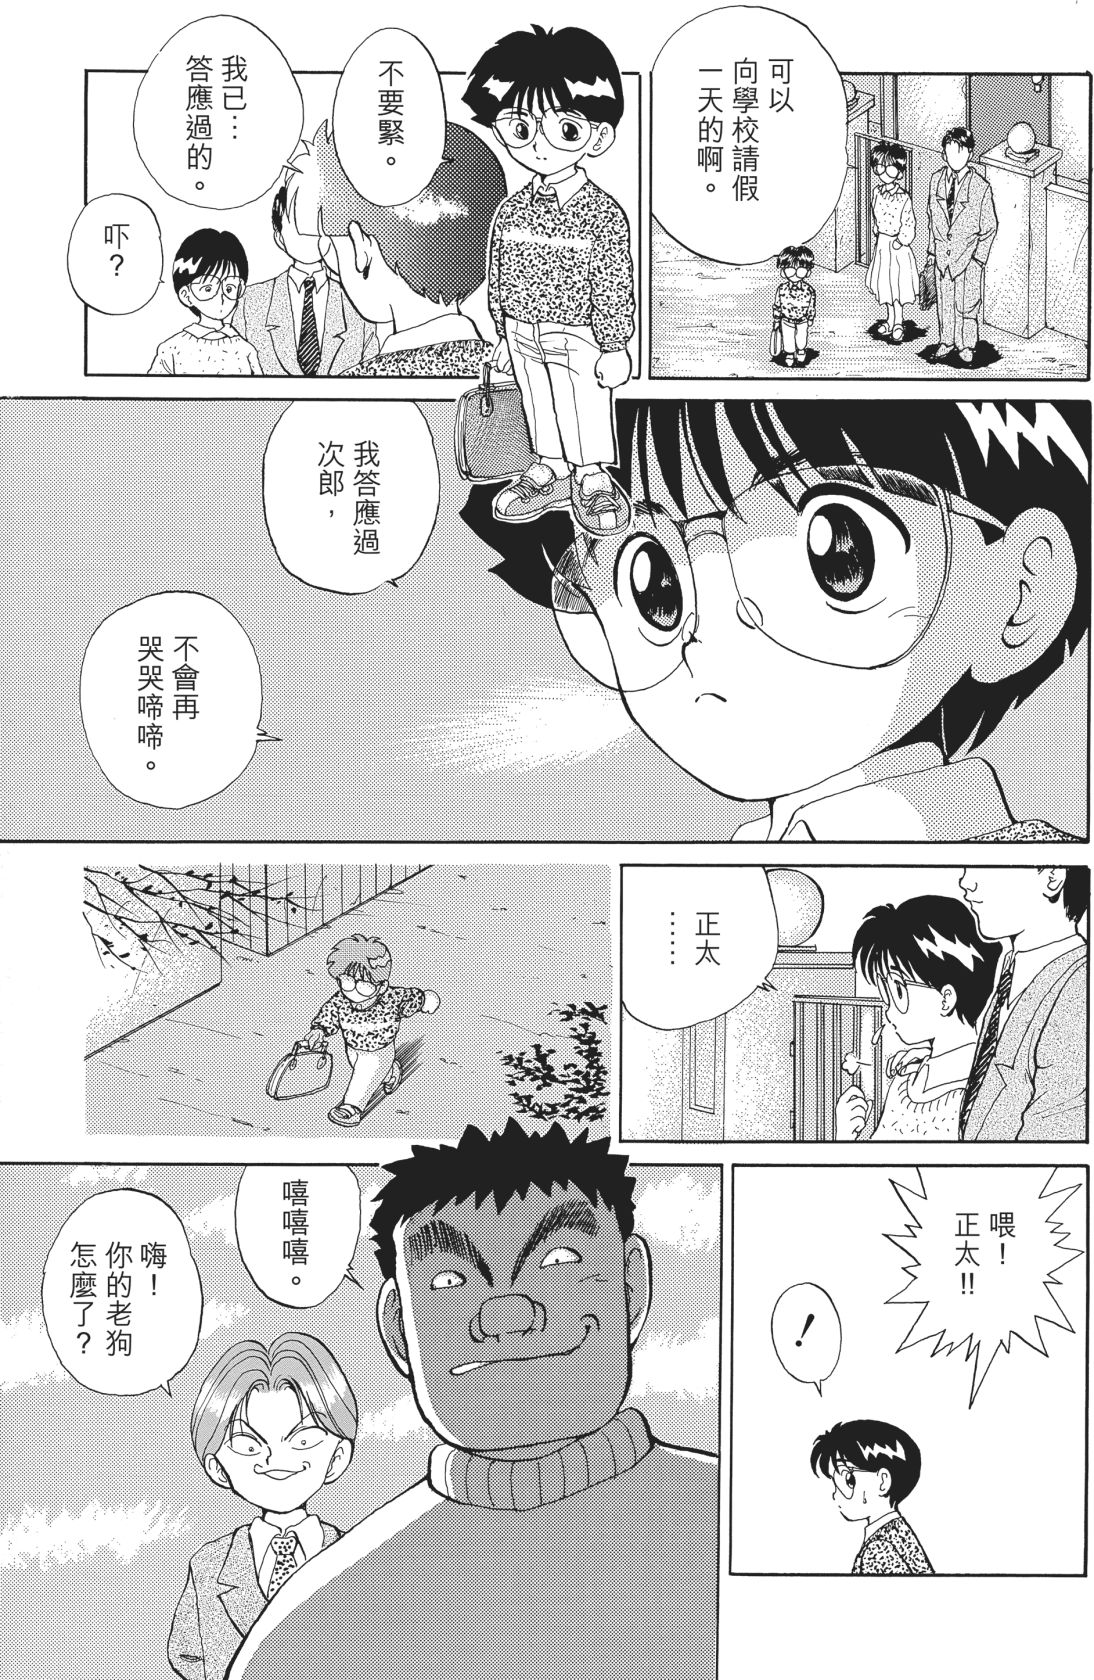 可以
向學校請假
一天的啊。
不要緊。
我已…
答應過的。
吓?
我答應過
次郎,
不會再
哭哭啼啼。
正太
……
喂!
正太!!
!
嘻嘻嘻。
嗨!
你的老狗
怎麼了?